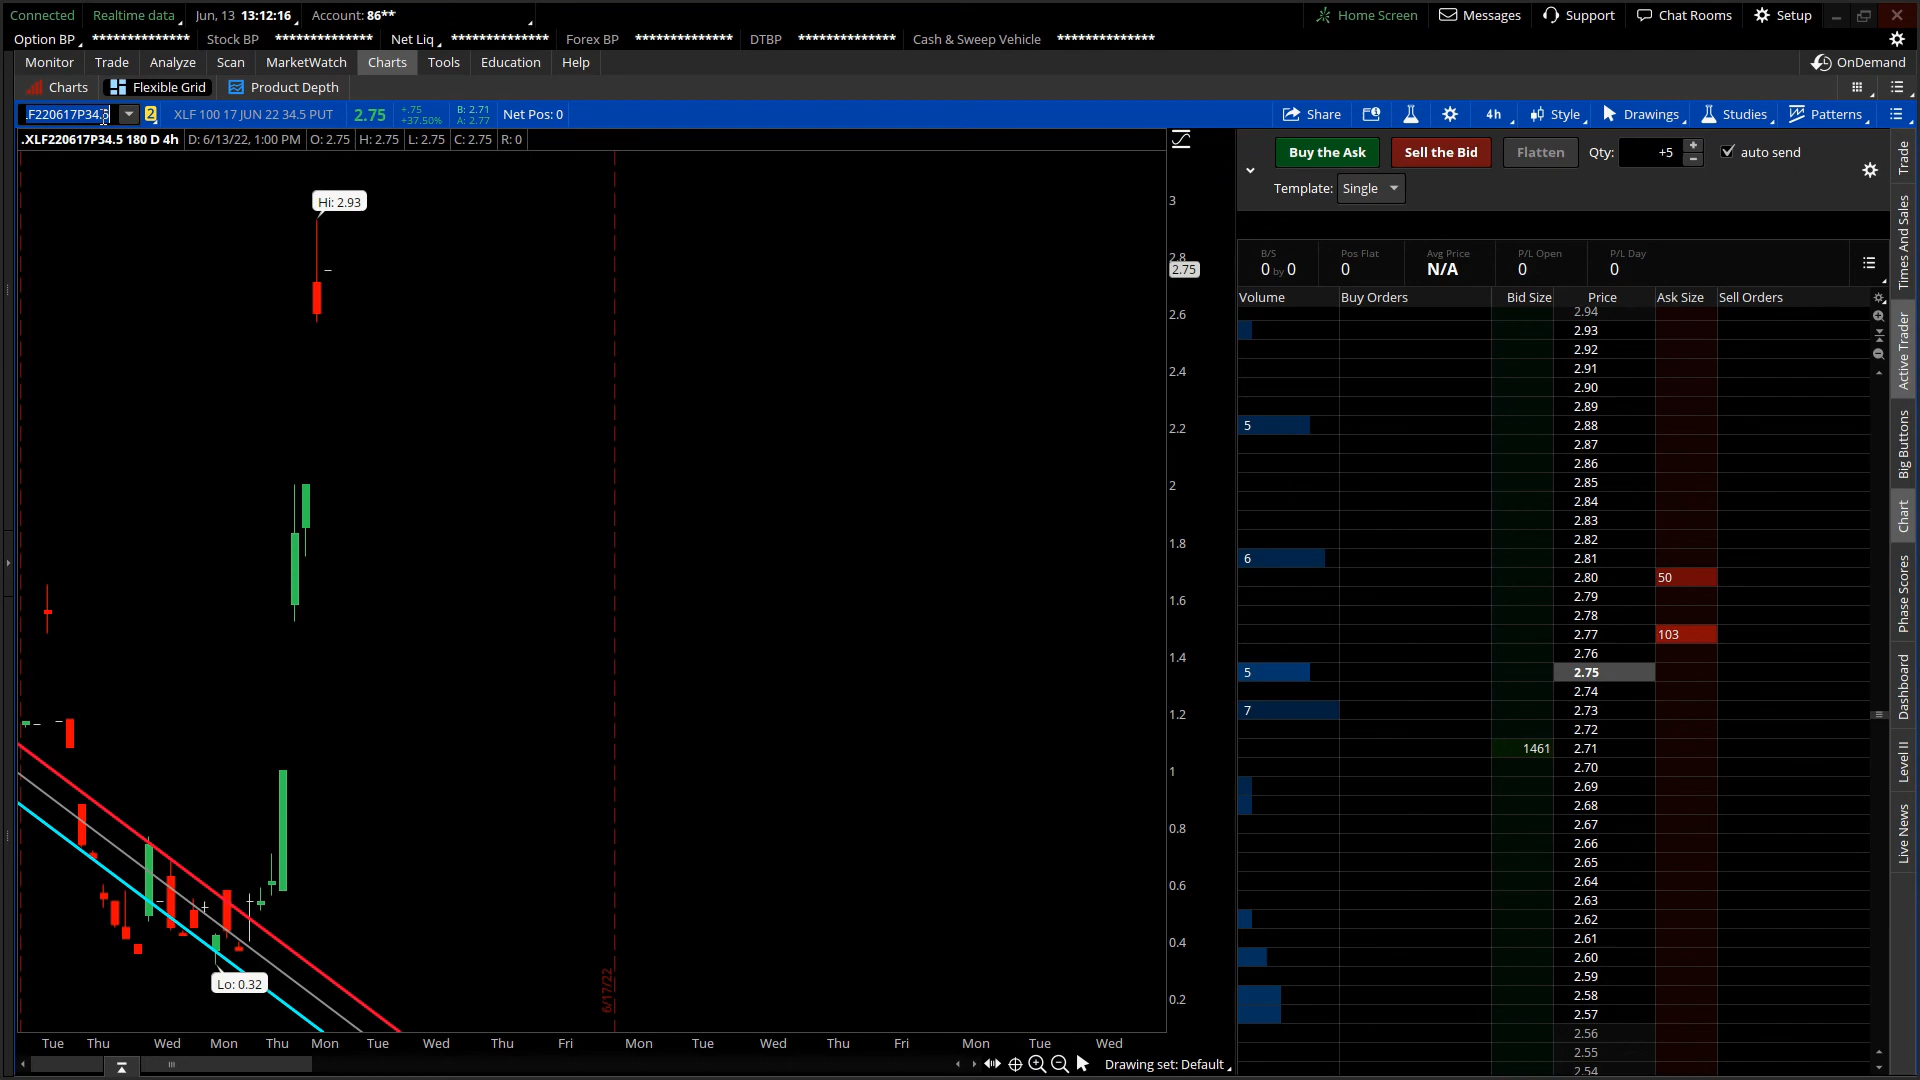 Connected Realtime data Jun, 13 13:12:16 Account: 86** Home Screen Messages Support Chat Rooms Setup
Option BP ************** Stock BP ************** Net Liq ************** Forex BP ************** DTBP ************** Cash & Sweep Vehicle **************
Monitor Trade Analyze Scan MarketWatch Charts Tools Education Help OnDemand
Charts Flexible Grid Product Depth
.F220617P34.5 2 XLF 100 17 JUN 22 34.5 PUT 2.75 +.75 +37.50% B: 2.71 A: 2.77 Net Pos: 0 Share 4h Style Drawings Studies Patterns
.XLF220617P34.5 180 D 4h D: 6/13/22, 1:00 PM O: 2.75 H: 2.75 L: 2.75 C: 2.75 R: 0
Buy the Ask Sell the Bid Flatten Qty: +5 auto send
Template: Single
B/S Pos Flat Avg Price P/L Open P/L Day
0 by 0 0 N/A 0 0
Volume Buy Orders Bid Size Price Ask Size Sell Orders
2.94
2.93
2.92
2.91
2.90
2.89
5 2.88
2.87
2.86
2.85
2.84
2.83
2.82
6 2.81
2.80 50
2.79
2.78
2.77 103
2.76
5 2.75
2.74
7 2.73
2.72
1461 2.71
2.70
2.69
2.68
2.67
2.66
2.65
2.64
2.63
2.62
2.61
2.60
2.59
2.58
2.57
2.56
2.55
2.54
Hi: 2.93
Lo: 0.32
6/17/22
3
2.8
2.75
2.6
2.4
2.2
2
1.8
1.6
1.4
1.2
1
0.8
0.6
0.4
0.2
Tue Thu Wed Mon Thu Mon Tue Wed Thu Fri Mon Tue Wed Thu Fri Mon Tue Wed
Drawing set: Default
Trade
Times And Sales
Active Trader
Big Buttons
Chart
Phase Scores
Dashboard
Level II
Live News